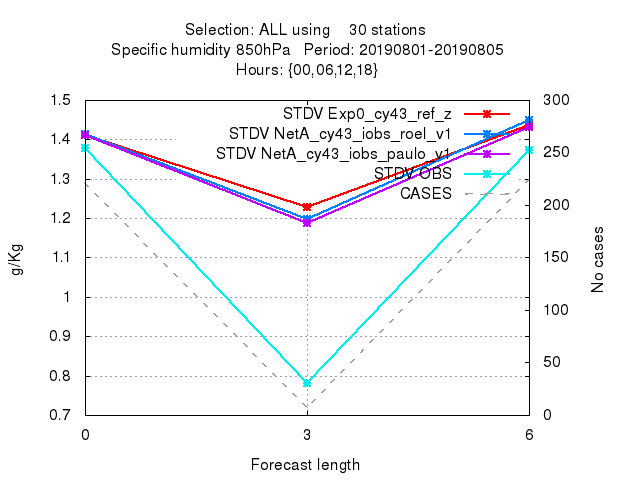 Selection: ALL using 30 stations
Specific humidity 850hPa Period: 20190801-20190805
Hours: {00,06,12,18}
STDV Exp0_cy43_ref_z
STDV NetA_cy43_iobs_roel_v1
STDV NetA_cy43_iobs_paulo_v1
STDV OBS
CASES
1.5
1.4
1.3
1.2
1.1
1
0.9
0.8
0.7
g/Kg
300
250
200
150
100
50
0
No cases
0 3 6
Forecast length